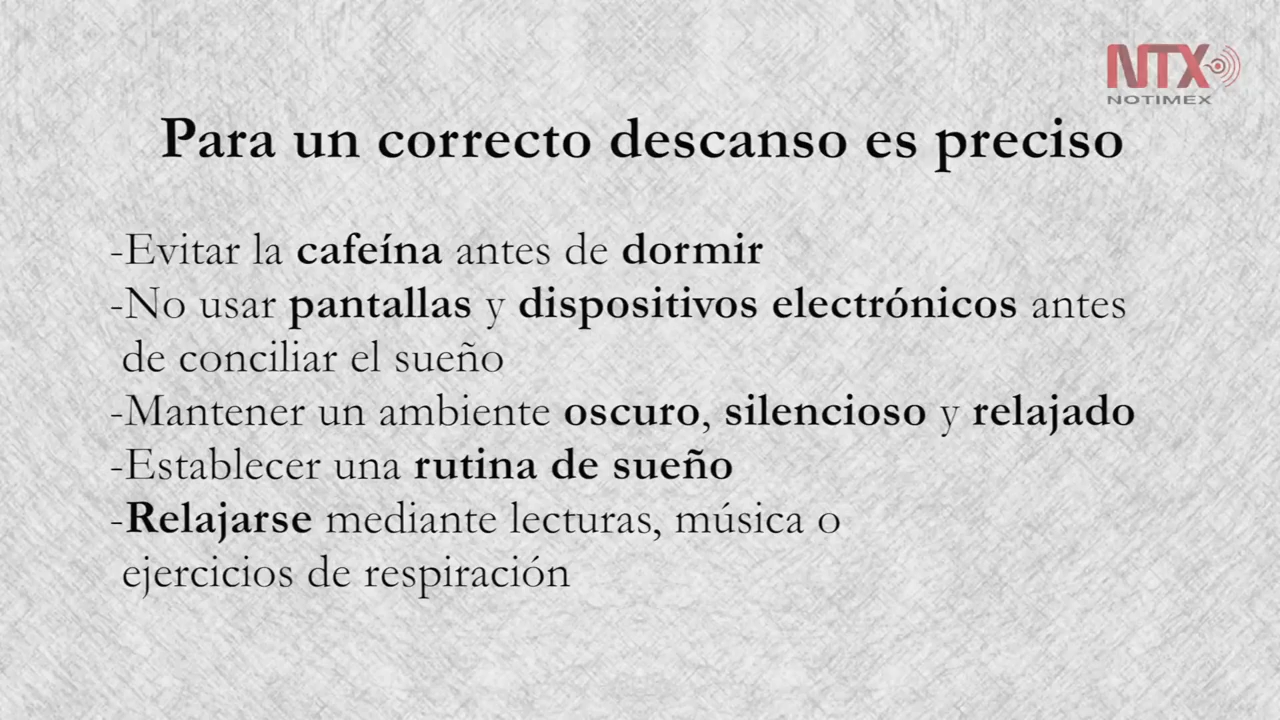 NTX
NOTIMEX
Para un correcto descanso es preciso
-Evitar la cafeína antes de dormir
-No usar pantallas y dispositivos electrónicos antes
de conciliar el sueño
-Mantener un ambiente oscuro, silencioso y relajado
-Establecer una rutina de sueño
-Relajarse mediante lecturas, música o
ejercicios de respiración